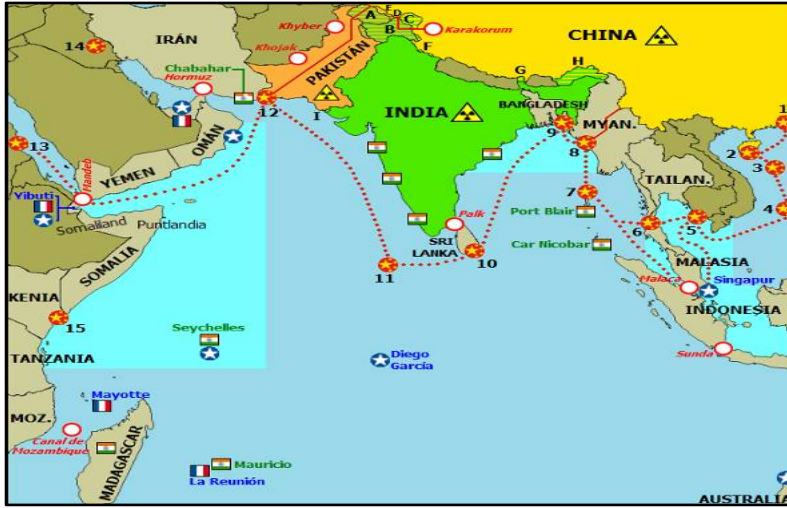 A
E
D
C
B
Khyber
Karakorum
CHINA
14
IRÁN
Khojak
PAKISTÁN
F
Chabahar
Hormuz
G
H
INDIA
BANGLADESH
12
I
MYAN.
1
OMÁN
9
8
2
13
YEMEN
3
TAILAN.
Handeb
7
Yibuti
Palk
Port Blair
4
Somaliland
Puntlandia
6
5
SRI
LANKA
Car Nicobar
10
SOMALIA
11
MALASIA
Malaca
Singapur
KENIA
INDONESIA
15
Seychelles
TANZANIA
Diego
García
Sunda
Mayotte
MOZ.
Canal de
Mozambique
MADAGASCAR
Mauricio
La Reunión
AUSTRALIA